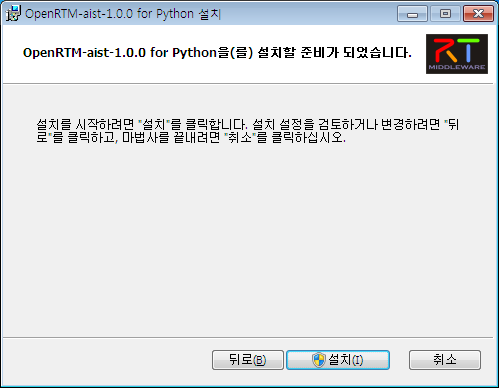 OpenRTM-aist-1.0.0 for Python 설치
OpenRTM-aist-1.0.0 for Python을(를) 설치할 준비가 되었습니다.
RT
MIDDLEWARE
설치를 시작하려면 "설치"를 클릭합니다. 설치 설정을 검토하거나 변경하려면 "뒤
로"를 클릭하고, 마법사를 끝내려면 "취소"를 클릭하십시오.
뒤로(B) 설치(I) 취소